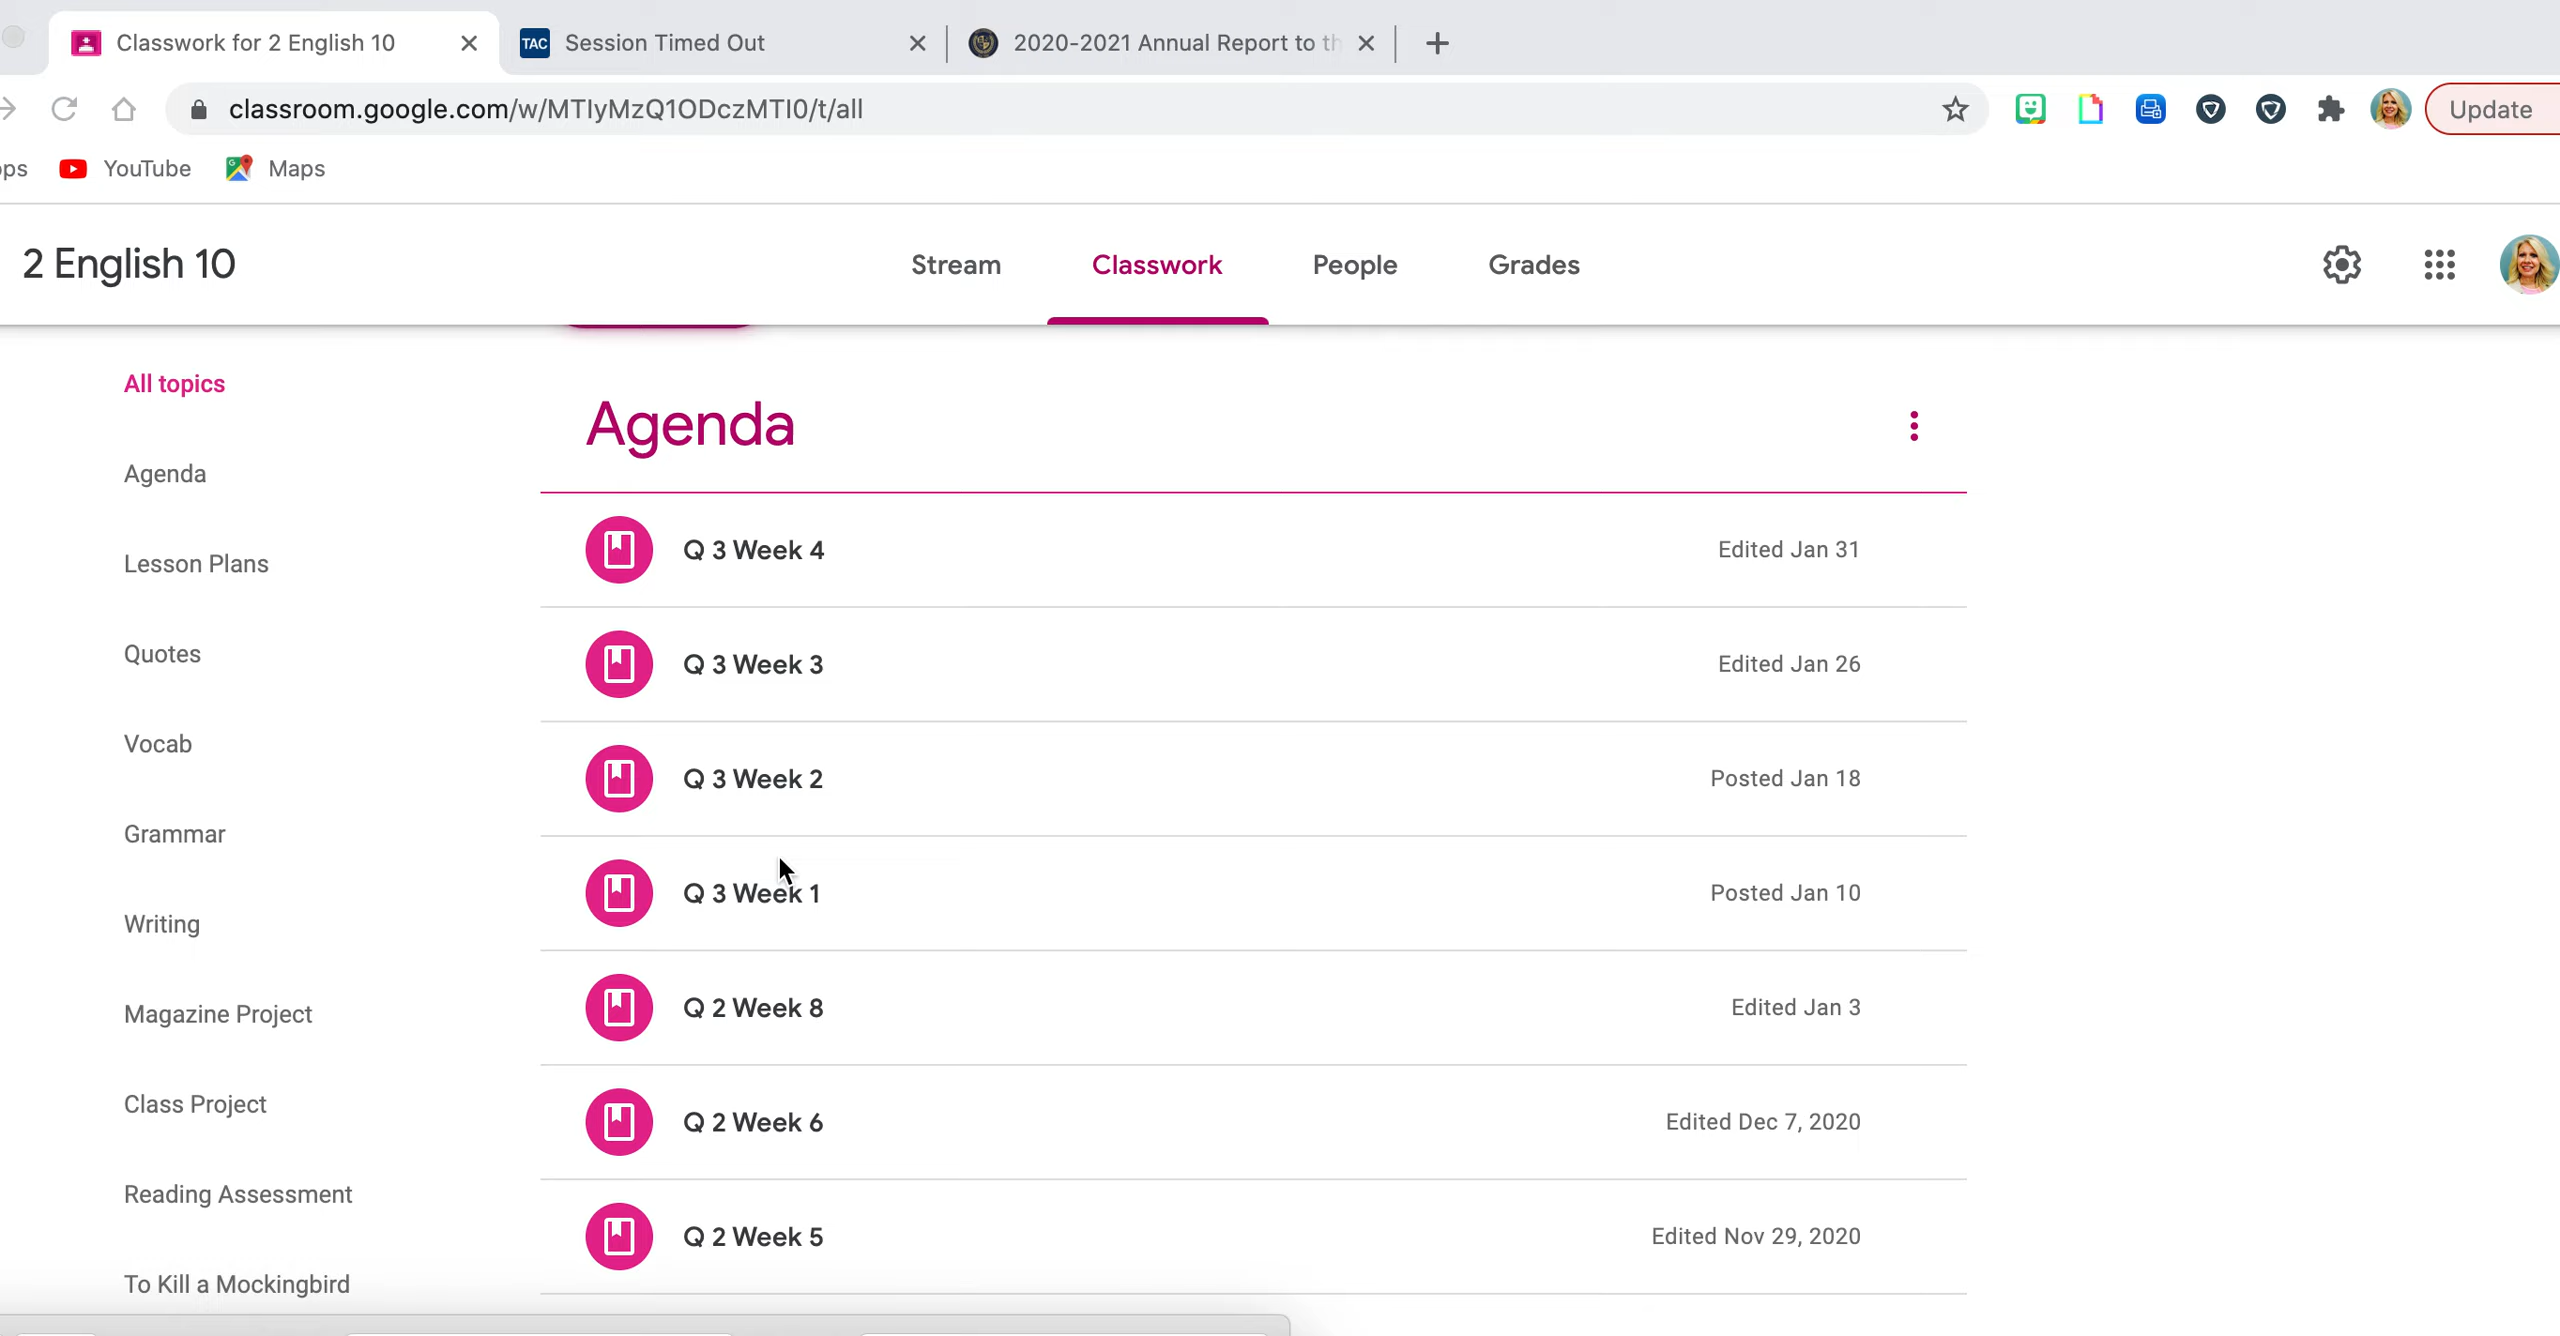 Classwork for 2 English 10
TAC Session Timed Out
2020-2021 Annual Report to th
classroom.google.com/w/MTIyMzQ1ODczMTI0/t/all
Update
ps YouTube Maps
2 English 10
Stream Classwork People Grades
All topics
Agenda
Lesson Plans
Quotes
Vocab
Grammar
Writing
Magazine Project
Class Project
Reading Assessment
To Kill a Mockingbird
Agenda
Q 3 Week 4 Edited Jan 31
Q 3 Week 3 Edited Jan 26
Q 3 Week 2 Posted Jan 18
Q 3 Week 1 Posted Jan 10
Q 2 Week 8 Edited Jan 3
Q 2 Week 6 Edited Dec 7, 2020
Q 2 Week 5 Edited Nov 29, 2020